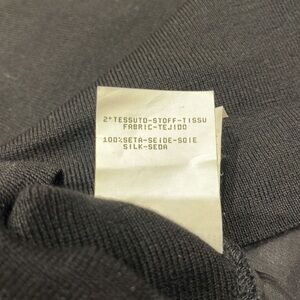 2°TESSUTO-STOFF-TISSU
FABRIC-TEJIDO
100%SETA-SEIDE-SOIE
SILK-SEDA